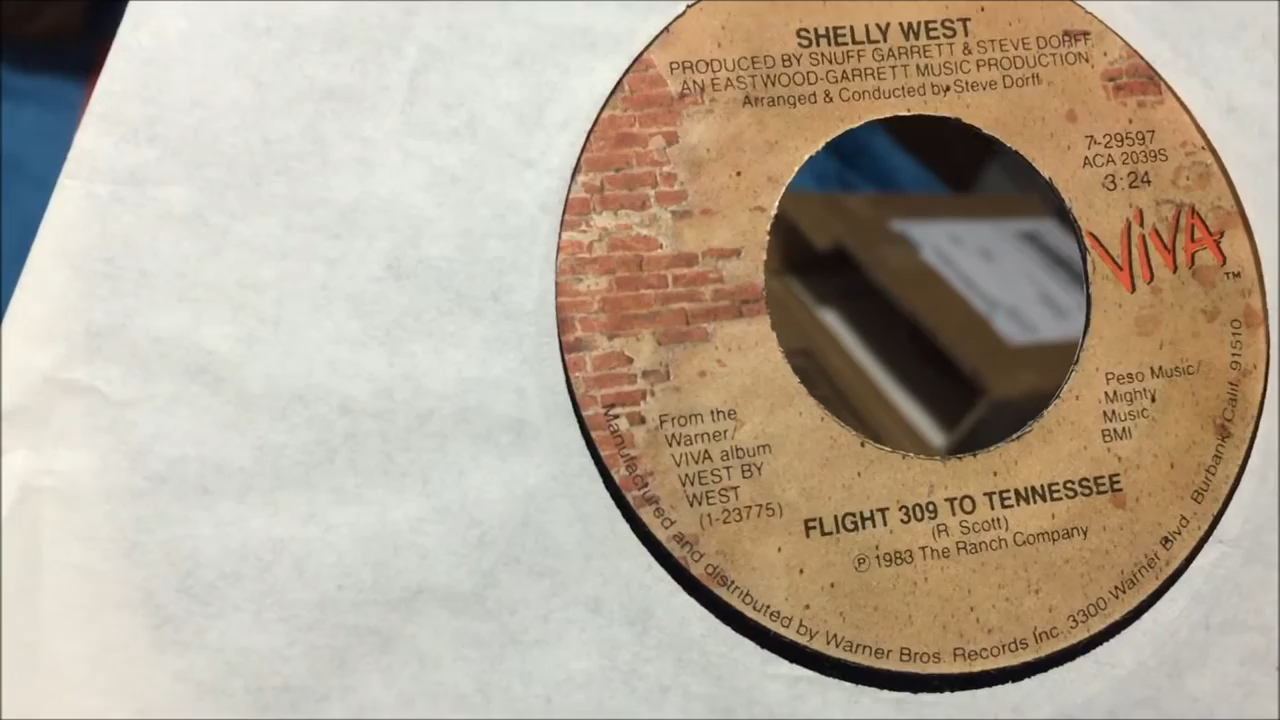 SHELLY WEST
PRODUCED BY SNUFF GARRETT & STEVE DORFF
AN EASTWOOD-GARRETT MUSIC PRODUCTION
Arranged & Conducted by Steve Dorff
7-29597
ACA 2039S
3:24
ViVA
TM
Peso Music/
Mighty
Music
BMI
From the
Warner/
VIVA album
WEST BY
WEST
(1-23775)
FLIGHT 309 TO TENNESSEE
(R. Scott)
Ⓟ 1983 The Ranch Company
Manufactured and distributed by Warner Bros. Records Inc. 3300 Warner Blvd. Burbank, Calif. 91510